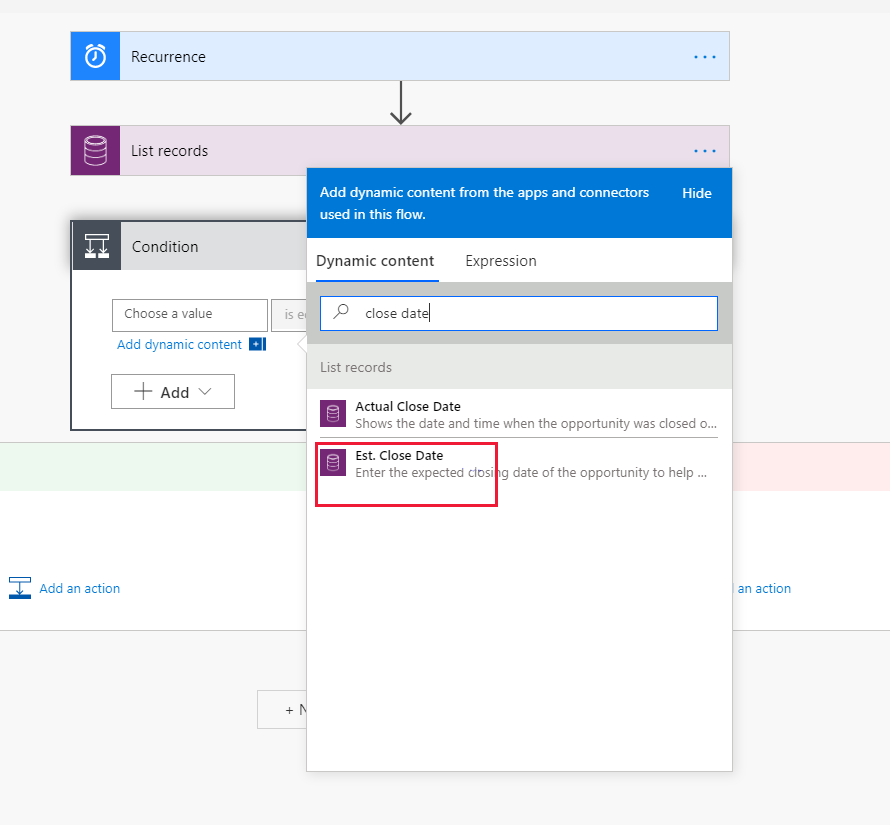 Recurrence
List records
Add dynamic content from the apps and connectors
used in this flow.
Hide
Condition
Dynamic content
Expression
Choose a value
is
close date
Add dynamic content
List records
Add
Actual Close Date
Shows the date and time when the opportunity was closed o...
Est. Close Date
Enter the expected closing date of the opportunity to help ...
Add an action
an action
+ N